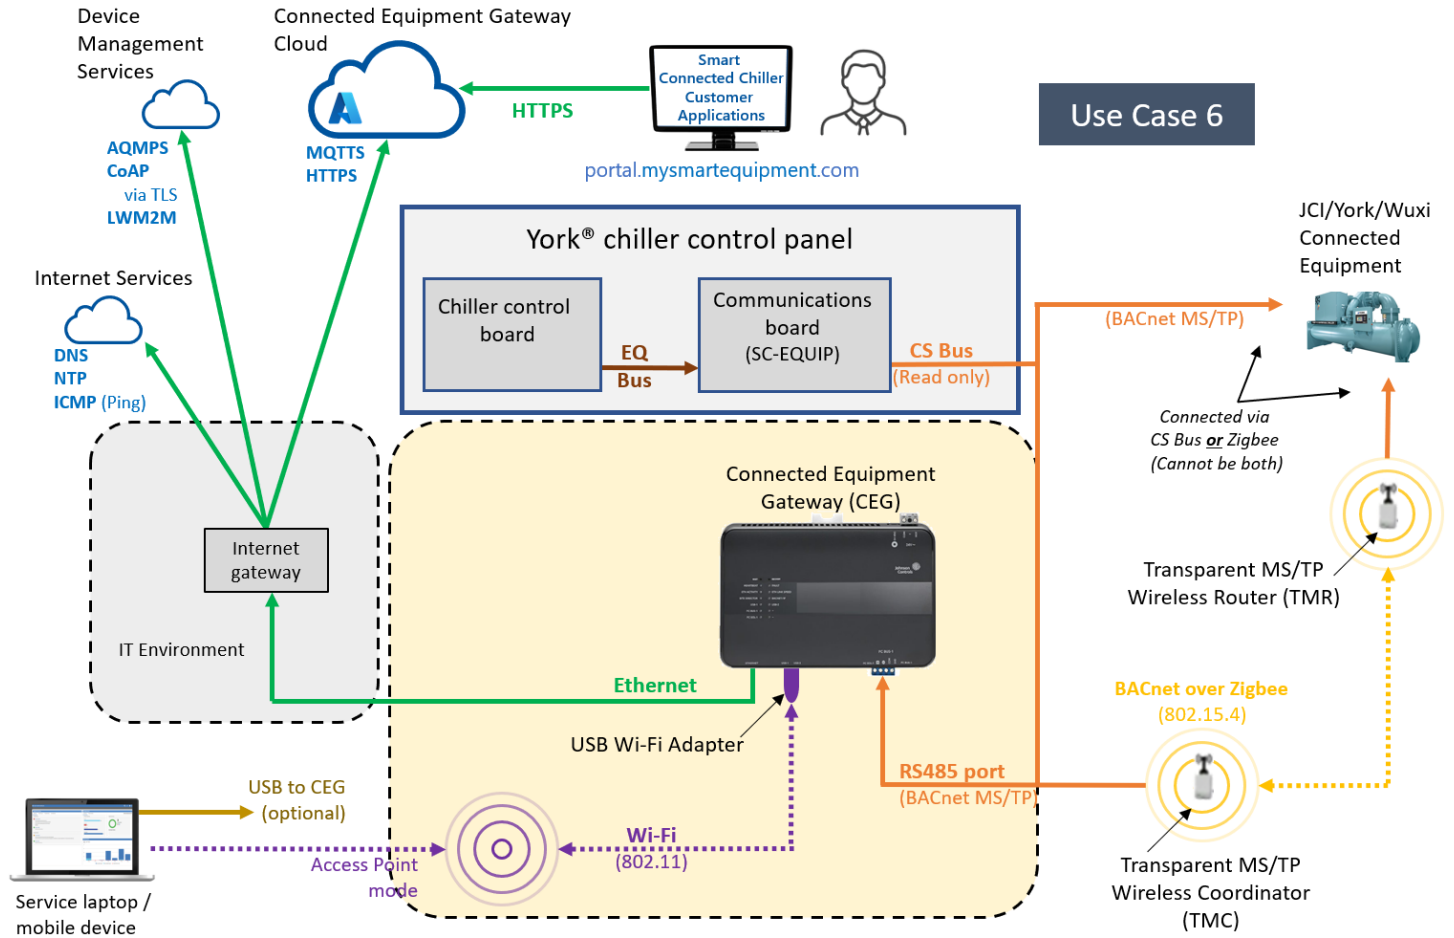 Device
Management
Services
Connected Equipment Gateway
Cloud
Smart
Connected Chiller
Customer
Applications
HTTPS
portal.mysmartequipment.com
Use Case 6
AQMPS
CoAP
via TLS
LWM2M
MQTTS
HTTPS
Internet Services
DNS
NTP
ICMP (Ping)
York® chiller control panel
Chiller control
board
EQ
Bus
Communications
board
(SC-EQUIP)
CS Bus
(Read only)
(BACnet MS/TP)
JCI/York/Wuxi
Connected
Equipment
Connected via
CS Bus or Zigbee
(Cannot be both)
Internet
gateway
IT Environment
Connected Equipment
Gateway (CEG)
Transparent MS/TP
Wireless Router (TMR)
Ethernet
USB Wi-Fi Adapter
BACnet over Zigbee
(802.15.4)
RS485 port
(BACnet MS/TP)
USB to CEG
(optional)
Wi-Fi
(802.11)
Access Point
mode
Service laptop /
mobile device
Transparent MS/TP
Wireless Coordinator
(TMC)